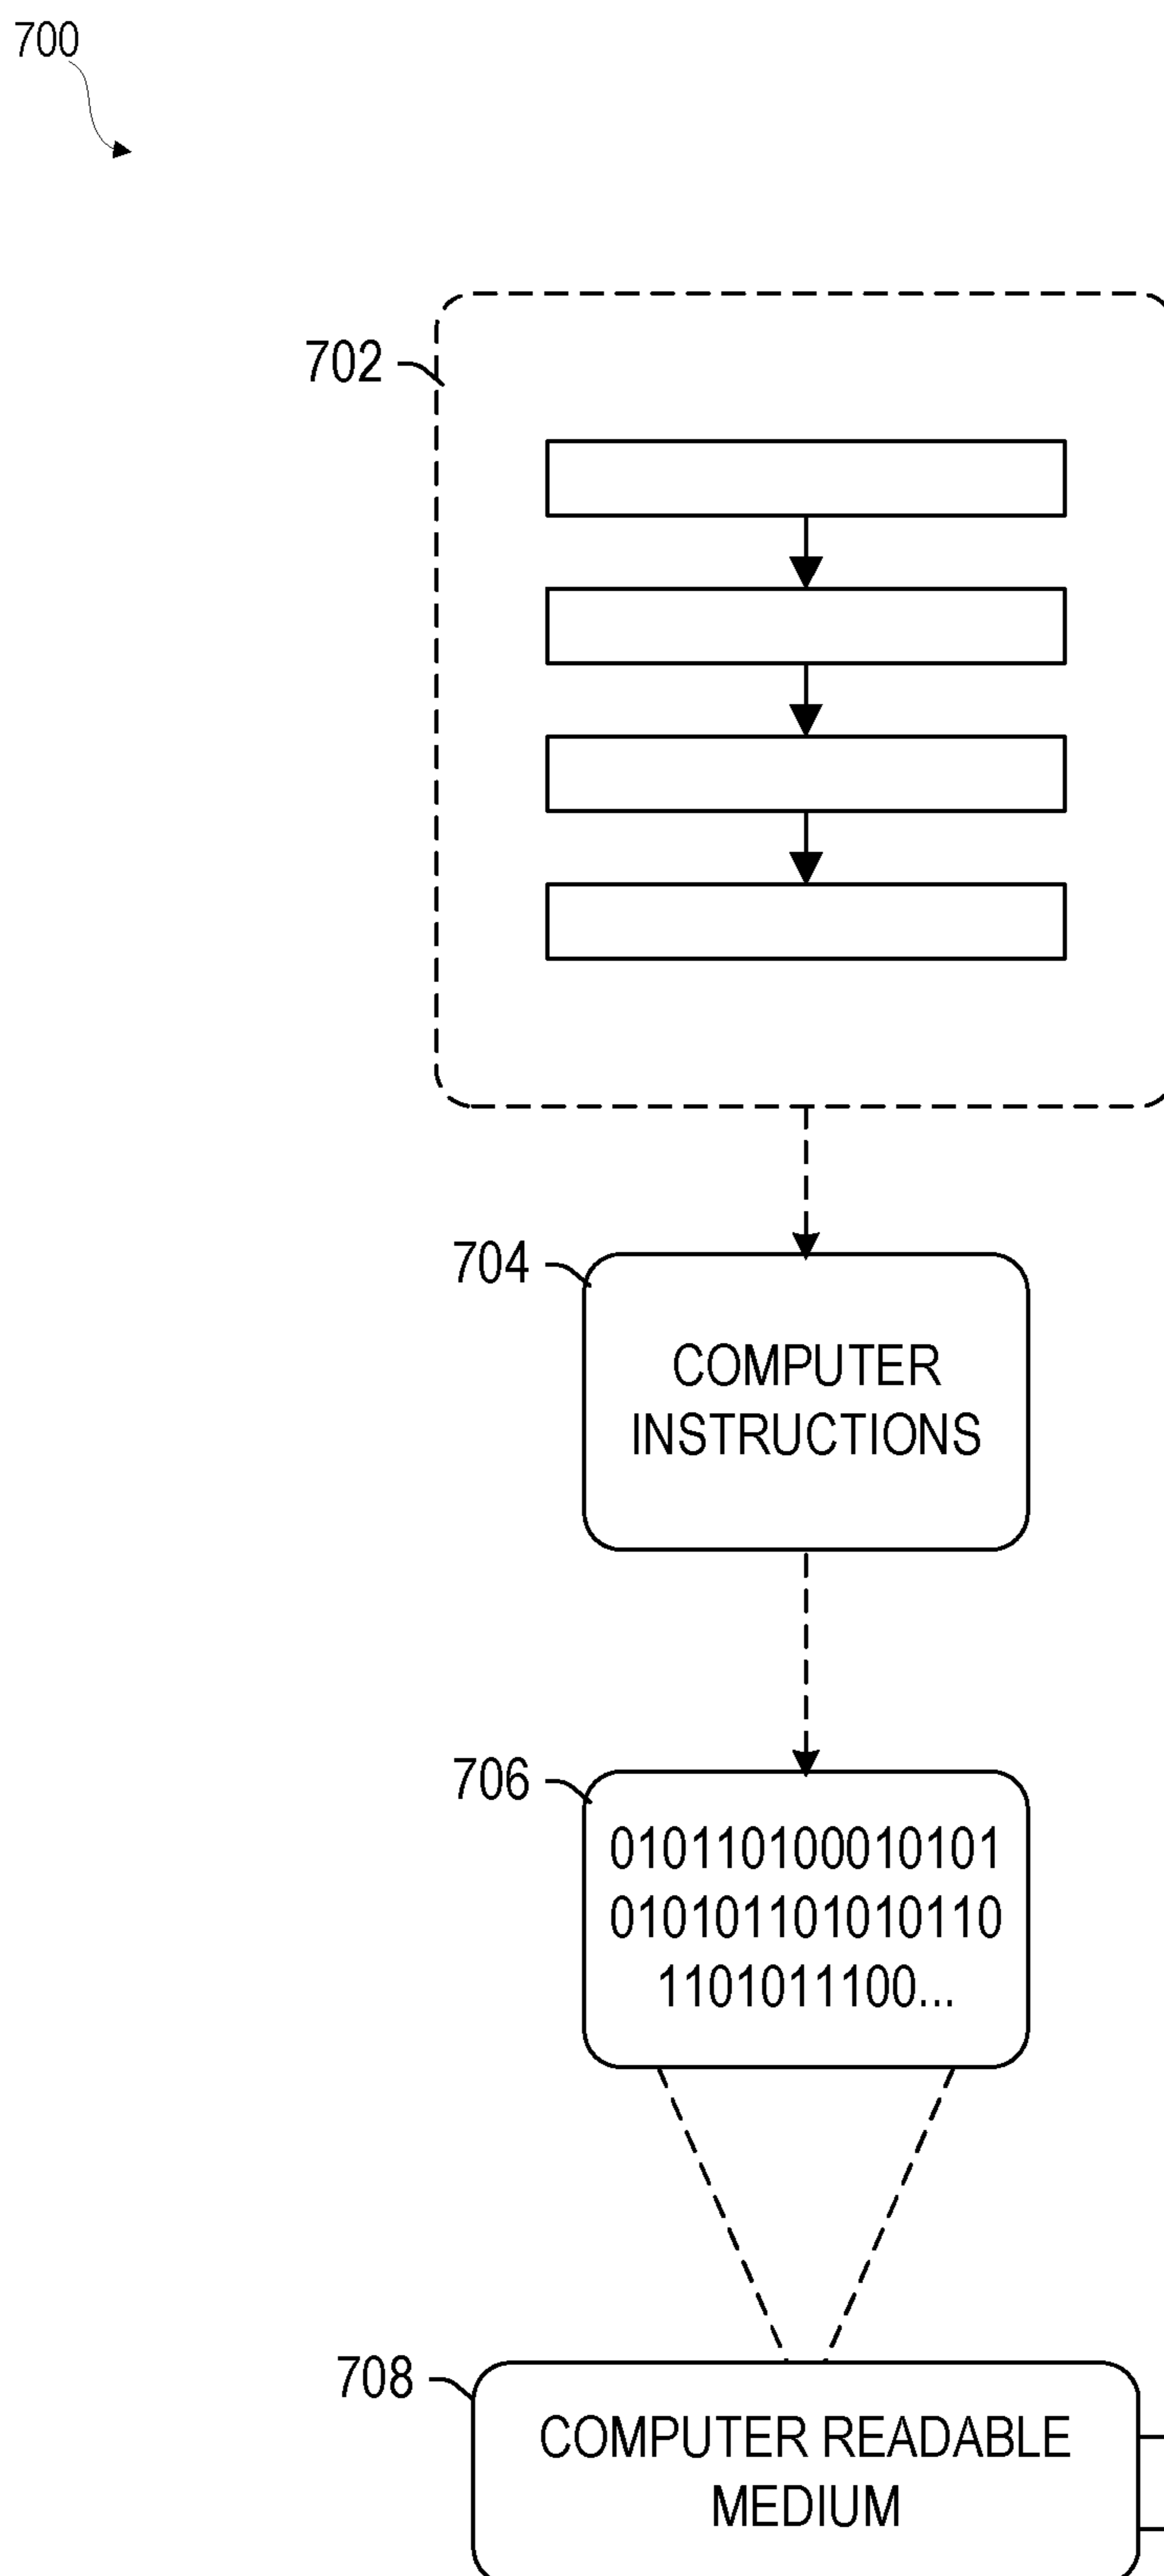 700
702
704
COMPUTER
INSTRUCTIONS
706
010110100010101
010101101010110
1101011100...
708
COMPUTER READABLE
MEDIUM